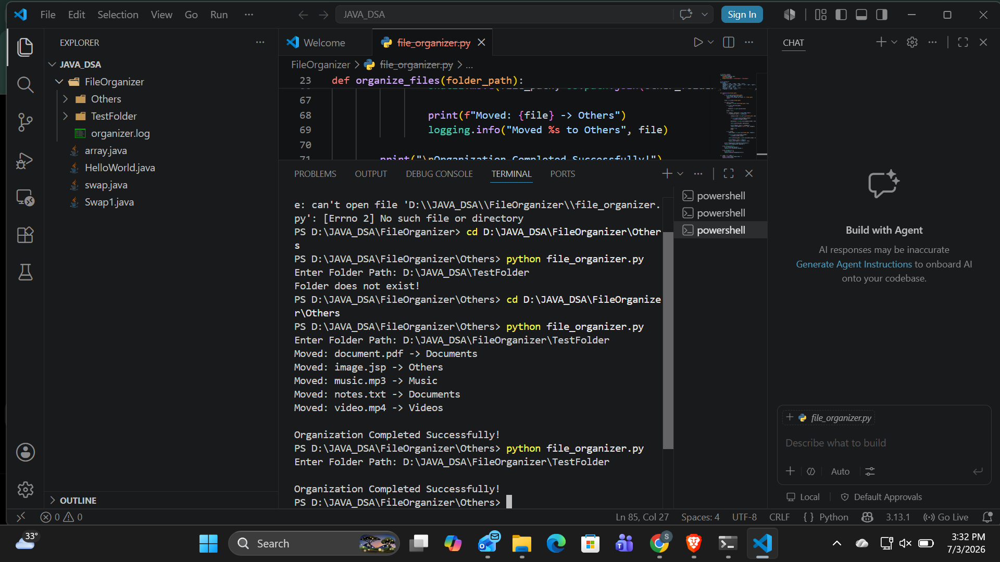 File Edit Selection View Go Run ···
JAVA_DSA
Sign In
EXPLORER
JAVA_DSA
FileOrganizer
Others
TestFolder
organizer.log
array.java
HelloWorld.java
swap.java
Swap1.java
OUTLINE
Welcome
file_organizer.py
FileOrganizer > file_organizer.py > ...
23 def organize_files(folder_path):
67
68 print(f"Moved: {file} -> Others")
69 logging.info("Moved %s to Others", file)
70
71 print("\nOrganization Completed Successfully!")
PROBLEMS OUTPUT DEBUG CONSOLE TERMINAL PORTS
e: can't open file 'D:\\JAVA_DSA\\FileOrganizer\\file_organizer.
py': [Errno 2] No such file or directory
PS D:\JAVA_DSA\FileOrganizer> cd D:\JAVA_DSA\FileOrganizer\Other
s
PS D:\JAVA_DSA\FileOrganizer\Others> python file_organizer.py
Enter Folder Path: D:\JAVA_DSA\TestFolder
Folder does not exist!
PS D:\JAVA_DSA\FileOrganizer\Others> cd D:\JAVA_DSA\FileOrganize
r\Others
PS D:\JAVA_DSA\FileOrganizer\Others> python file_organizer.py
Enter Folder Path: D:\JAVA_DSA\FileOrganizer\TestFolder
Moved: document.pdf -> Documents
Moved: image.jsp -> Others
Moved: music.mp3 -> Music
Moved: notes.txt -> Documents
Moved: video.mp4 -> Videos
Organization Completed Successfully!
PS D:\JAVA_DSA\FileOrganizer\Others> python file_organizer.py
Enter Folder Path: D:\JAVA_DSA\FileOrganizer\TestFolder
Organization Completed Successfully!
PS D:\JAVA_DSA\FileOrganizer\Others>
powershell
powershell
powershell
CHAT
Build with Agent
AI responses may be inaccurate
Generate Agent Instructions to onboard AI
onto your codebase.
file_organizer.py
Describe what to build
Auto
Local
Default Approvals
0 0
Ln 85, Col 27 Spaces: 4 UTF-8 CRLF { } Python 3.13.1 Go Live
33°
Search
S
3:32 PM
7/3/2026